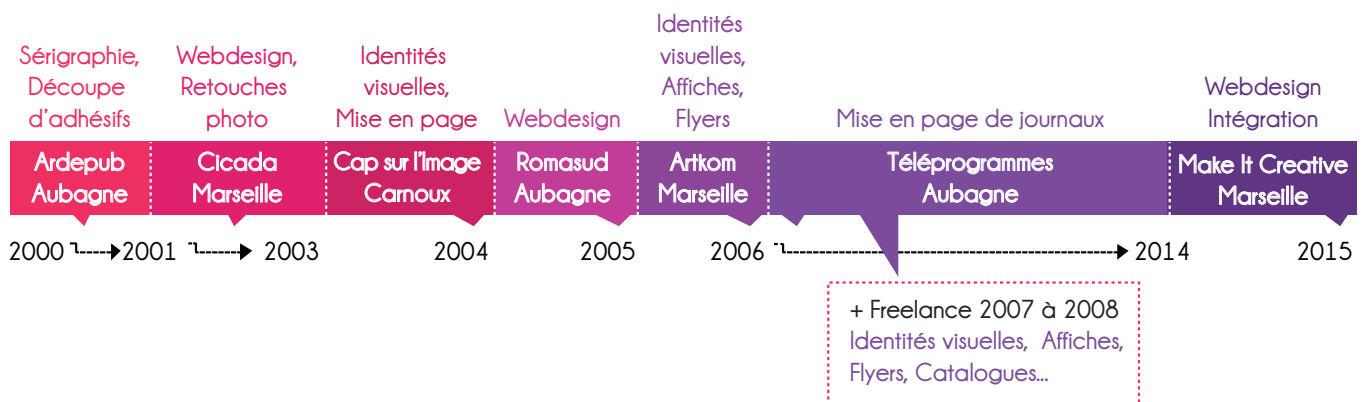 Sérigraphie,
Découpe
d'adhésifs
Webdesign,
Retouches
photo
Identités
visuelles,
Mise en page
Webdesign
Identités
visuelles,
Affiches,
Flyers
Mise en page de journaux
Webdesign
Intégration
Ardepub
Aubagne
Cicada
Marseille
Cap sur l'Image
Carnoux
Romasud
Aubagne
Artkom
Marseille
Téléprogrammes
Aubagne
Make It Creative
Marseille
2000 2001 2003 2004 2005 2006 2014 2015
+ Freelance 2007 à 2008
Identités visuelles, Affiches,
Flyers, Catalogues...